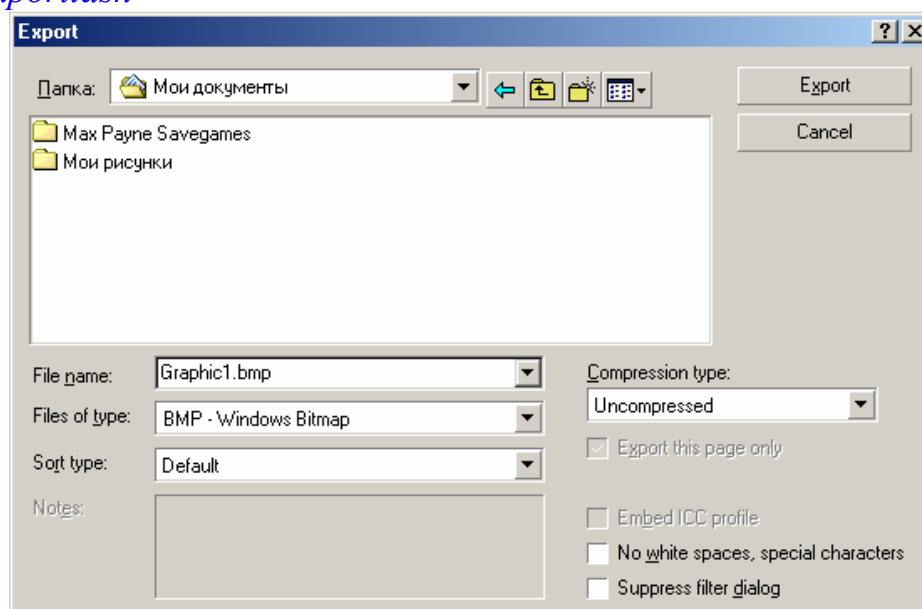 Export
Папка: Мои документы
Export
Max Payne Savegames
Cancel
Мои рисунки
File name: Graphic1.bmp
Compression type:
Files of type: BMP - Windows Bitmap
Uncompressed
Export this page only
Sort type: Default
Notes:
Embed ICC profile
No white spaces, special characters
Suppress filter dialog